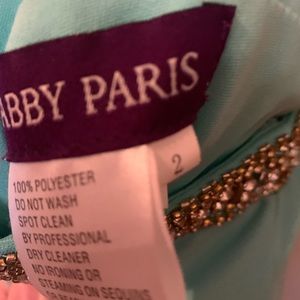 ABBY PARIS
2
100% POLYESTER
DO NOT WASH
SPOT CLEAN
BY PROFESSIONAL
DRY CLEANER
NO IRONING OR
STEAMING ON SEQUINS